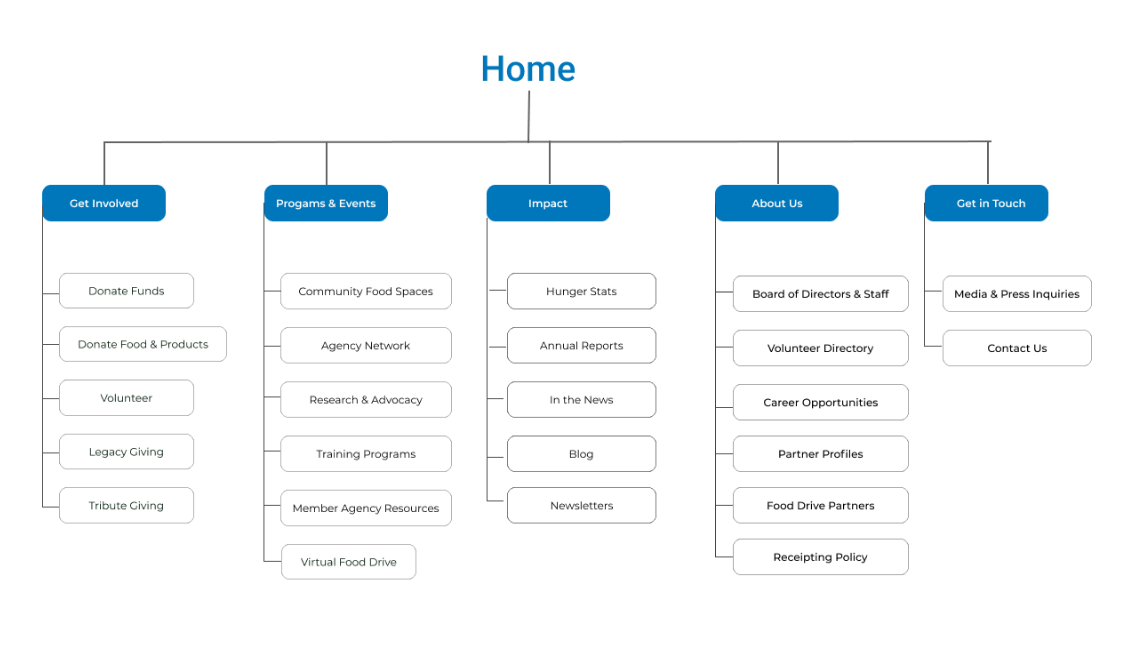 Home
Get Involved
Donate Funds
Donate Food & Products
Volunteer
Legacy Giving
Tribute Giving
Progams & Events
Community Food Spaces
Agency Network
Research & Advocacy
Training Programs
Member Agency Resources
Virtual Food Drive
Impact
Hunger Stats
Annual Reports
In the News
Blog
Newsletters
About Us
Board of Directors & Staff
Volunteer Directory
Career Opportunities
Partner Profiles
Food Drive Partners
Receipting Policy
Get in Touch
Media & Press Inquiries
Contact Us